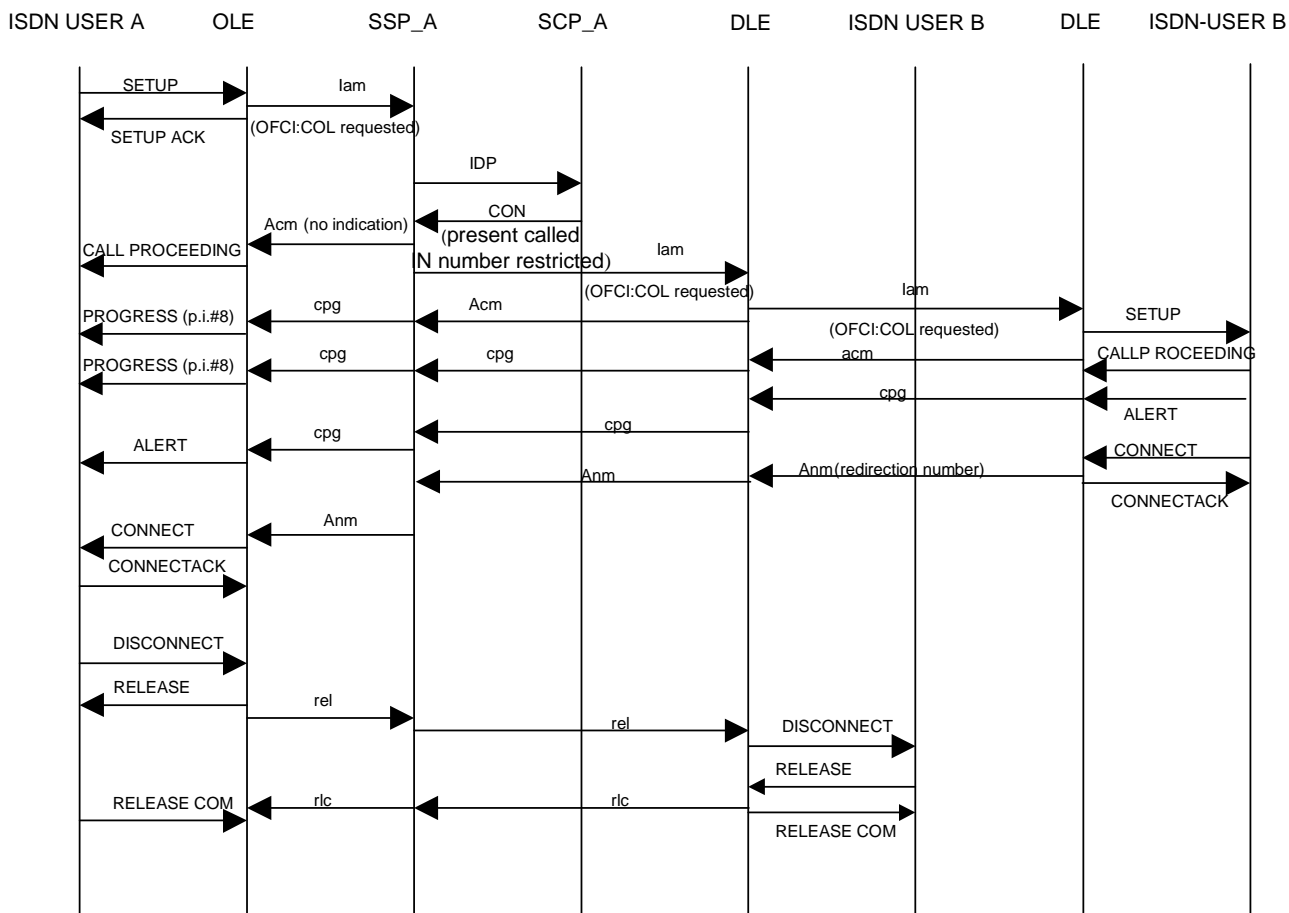 ISDN USER A OLE SSP_A SCP_A DLE ISDN USER B DLE ISDN-USER B
SETUP Iam
SETUP ACK (OFCI:COL requested)
IDP
Acm (no indication) CON
CALL PROCEEDING (present called Iam
IN number restricted)
(OFCI:COL requested) Iam
PROGRESS (p.i.#8) cpg Acm SETUP
(OFCI:COL requested)
PROGRESS (p.i.#8) cpg cpg acm CALLP ROCEEDING
cpg
ALERT
ALERT cpg cpg
CONNECT
Anm Anm(redirection number)
CONNECTACK
CONNECT Anm
CONNECTACK
DISCONNECT
RELEASE rel
rel DISCONNECT
RELEASE
RELEASE COM rlc rlc
RELEASE COM